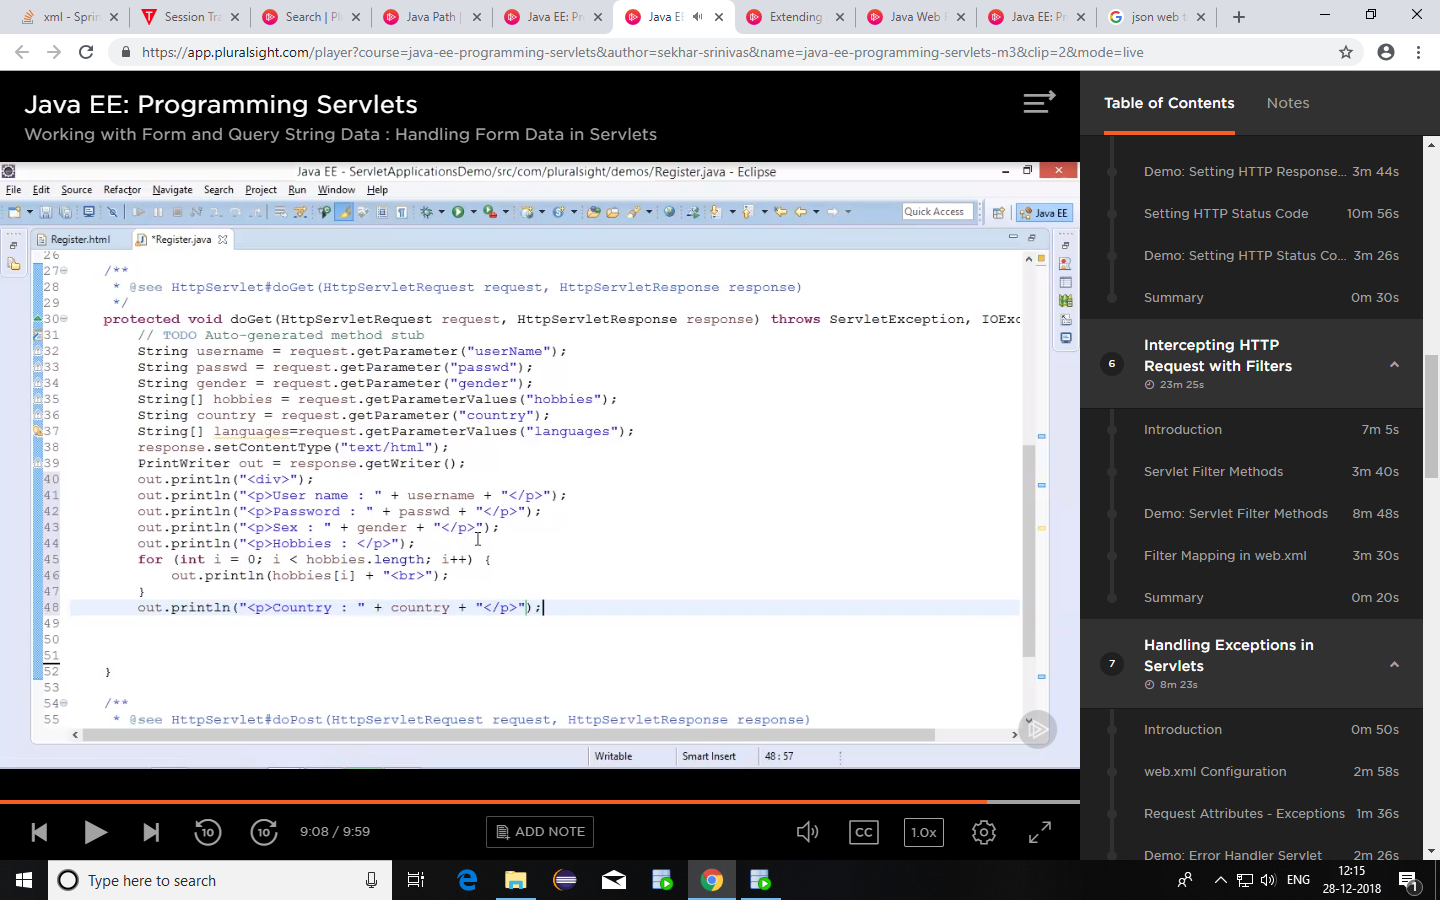 xml - Sprin
Session Tra
Search | Pl
Java Path |
Java EE: Pr
Java EE
Extending
Java Web F
Java EE: Pr
json web t
https://app.pluralsight.com/player?course=java-ee-programming-servlets&author=sekhar-srinivas&name=java-ee-programming-servlets-m3&clip=2&mode=live
Java EE: Programming Servlets
Working with Form and Query String Data : Handling Form Data in Servlets
Java EE - ServletApplicationsDemo/src/com/pluralsight/demos/Register.java - Eclipse
File Edit Source Refactor Navigate Search Project Run Window Help
Quick Access
Java EE
Register.html
*Register.java
26
27 /**
28 * @see HttpServlet#doGet(HttpServletRequest request, HttpServletResponse response)
29 */
30 protected void doGet(HttpServletRequest request, HttpServletResponse response) throws ServletException, IOExc
31 // TODO Auto-generated method stub
32 String username = request.getParameter("userName");
33 String passwd = request.getParameter("passwd");
34 String gender = request.getParameter("gender");
35 String[] hobbies = request.getParameterValues("hobbies");
36 String country = request.getParameter("country");
37 String[] languages=request.getParameterValues("languages");
38 response.setContentType("text/html");
39 PrintWriter out = response.getWriter();
40 out.println("<div>");
41 out.println("<p>User name : " + username + "</p>");
42 out.println("<p>Password : " + passwd + "</p>");
43 out.println("<p>Sex : " + gender + "</p>");
44 out.println("<p>Hobbies : </p>");
45 for (int i = 0; i < hobbies.length; i++) {
46 out.println(hobbies[i] + "<br>");
47 }
48 out.println("<p>Country : " + country + "</p>");
49
50
51
52 }
53
54 /**
55 * @see HttpServlet#doPost(HttpServletRequest request, HttpServletResponse response)
Writable
Smart Insert
48 : 57
10
10
9:08 / 9:59
ADD NOTE
CC
1.0x
Table of Contents
Notes
Demo: Setting HTTP Response... 3m 44s
Setting HTTP Status Code 10m 56s
Demo: Setting HTTP Status Co... 3m 26s
Summary 0m 30s
6
Intercepting HTTP
Request with Filters
23m 25s
Introduction 7m 5s
Servlet Filter Methods 3m 40s
Demo: Servlet Filter Methods 8m 48s
Filter Mapping in web.xml 3m 30s
Summary 0m 20s
7
Handling Exceptions in
Servlets
8m 23s
Introduction 0m 50s
web.xml Configuration 2m 58s
Request Attributes - Exceptions 1m 36s
Demo: Error Handler Servlet 2m 26s
Type here to search
ENG
12:15
28-12-2018
1